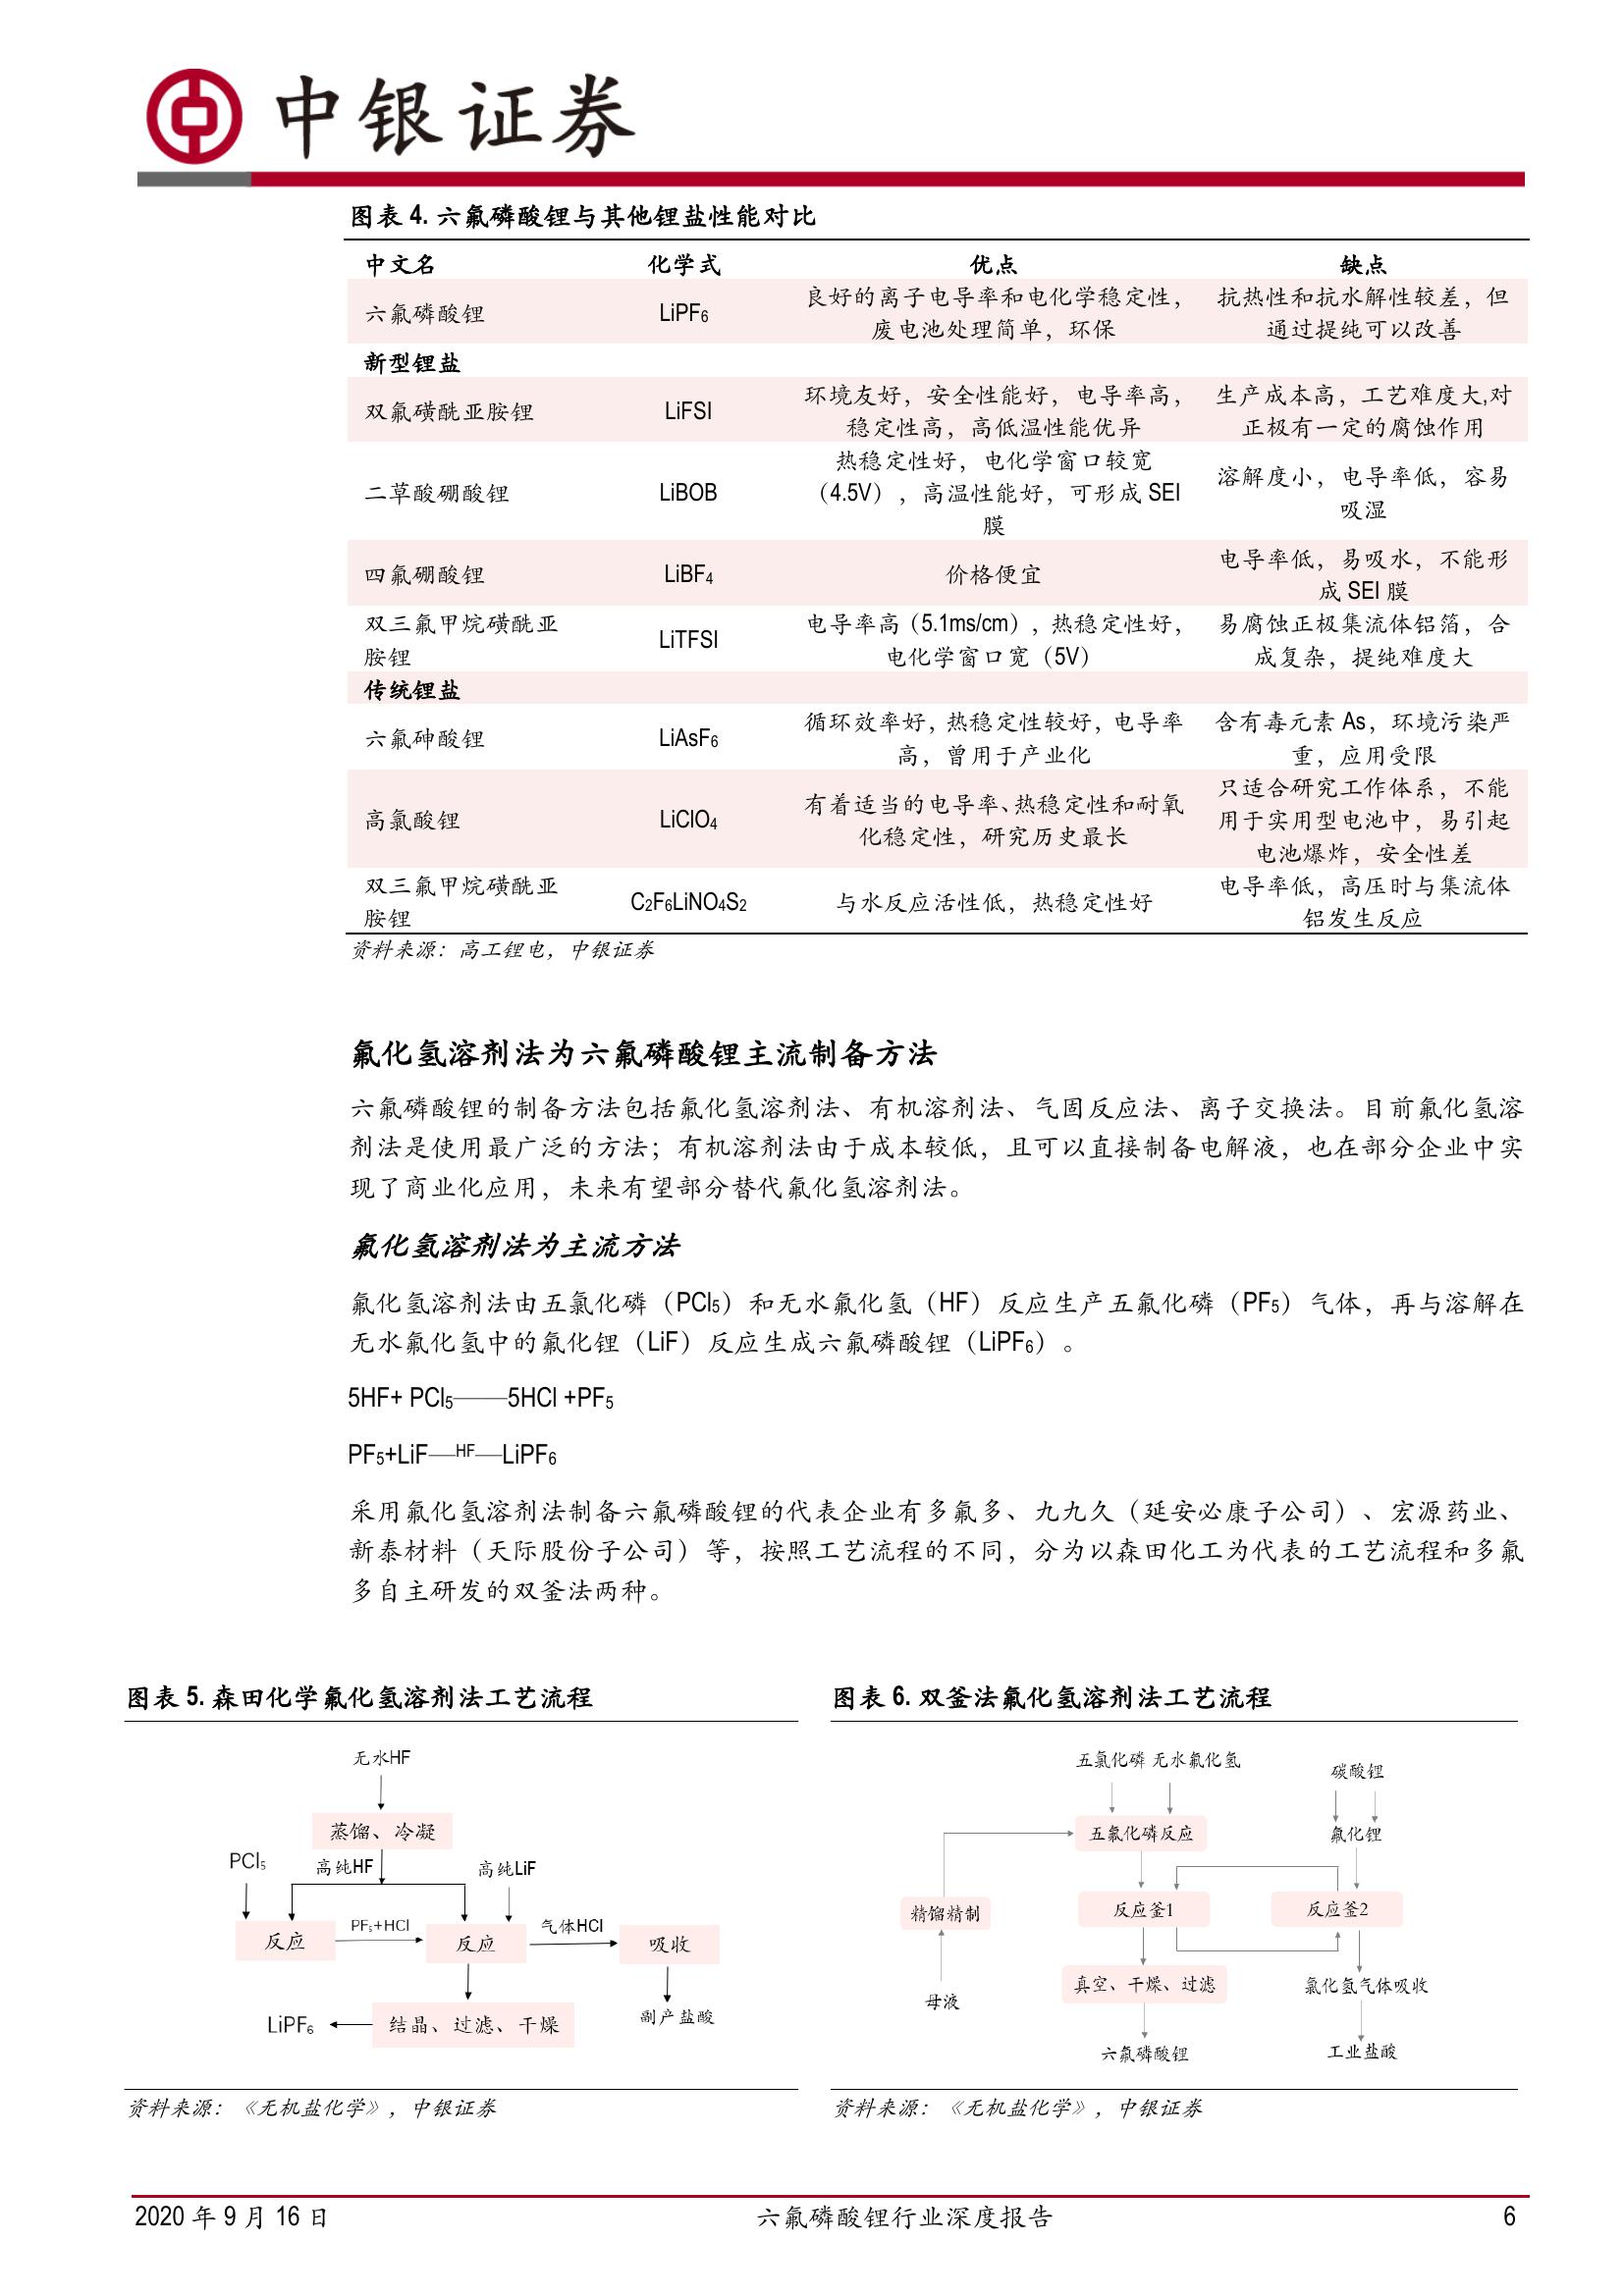 中银证券
图表 4. 六氟磷酸锂与其他锂盐性能对比
中文名 化学式 优点 缺点
六氟磷酸锂 LiPF6 良好的离子电导率和电化学稳定性，废电池处理简单，环保 抗热性和抗水解性较差，但通过提纯可以改善
新型锂盐
双氟磺酰亚胺锂 LiFSI 环境友好，安全性能好，电导率高，稳定性高，高低温性能优异 生产成本高，工艺难度大,对正极有一定的腐蚀作用
二草酸硼酸锂 LiBOB 热稳定性好，电化学窗口较宽（4.5V），高温性能好，可形成 SEI 膜 溶解度小，电导率低，容易吸湿
四氟硼酸锂 LiBF4 价格便宜 电导率低，易吸水，不能形成 SEI 膜
双三氟甲烷磺酰亚胺锂 LiTFSI 电导率高（5.1ms/cm），热稳定性好，电化学窗口宽（5V） 易腐蚀正极集流体铝箔，合成复杂，提纯难度大
传统锂盐
六氟砷酸锂 LiAsF6 循环效率好，热稳定性较好，电导率高，曾用于产业化 含有毒元素 As，环境污染严重，应用受限
高氯酸锂 LiClO4 有着适当的电导率、热稳定性和耐氧化稳定性，研究历史最长 只适合研究工作体系，不能用于实用型电池中，易引起电池爆炸，安全性差
双三氟甲烷磺酰亚胺锂 C2F6LiNO4S2 与水反应活性低，热稳定性好 电导率低，高压时与集流体铝发生反应
资料来源：高工锂电，中银证券
氟化氢溶剂法为六氟磷酸锂主流制备方法
六氟磷酸锂的制备方法包括氟化氢溶剂法、有机溶剂法、气固反应法、离子交换法。目前氟化氢溶
剂法是使用最广泛的方法；有机溶剂法由于成本较低，且可以直接制备电解液，也在部分企业中实
现了商业化应用，未来有望部分替代氟化氢溶剂法。
氟化氢溶剂法为主流方法
氟化氢溶剂法由五氯化磷（PCl5）和无水氟化氢（HF）反应生产五氟化磷（PF5）气体，再与溶解在
无水氟化氢中的氟化锂（LiF）反应生成六氟磷酸锂（LiPF6）。
5HF+ PCl5——5HCl +PF5
PF5+LiF—HF—LiPF6
采用氟化氢溶剂法制备六氟磷酸锂的代表企业有多氟多、九九久（延安必康子公司）、宏源药业、
新泰材料（天际股份子公司）等，按照工艺流程的不同，分为以森田化工为代表的工艺流程和多氟
多自主研发的双釜法两种。
图表 5. 森田化学氟化氢溶剂法工艺流程
无水HF
蒸馏、冷凝
PCl5 高纯HF 高纯LiF
反应 PF5+HCl 反应 气体HCl 吸收
LiPF6 结晶、过滤、干燥 副产盐酸
资料来源：《无机盐化学》，中银证券
图表 6. 双釜法氟化氢溶剂法工艺流程
五氯化磷 无水氟化氢 碳酸锂
五氟化磷反应 氟化锂
精馏精制 反应釜1 反应釜2
母液 真空、干燥、过滤 氯化氢气体吸收
六氟磷酸锂 工业盐酸
资料来源：《无机盐化学》，中银证券
2020 年 9 月 16 日 六氟磷酸锂行业深度报告 6